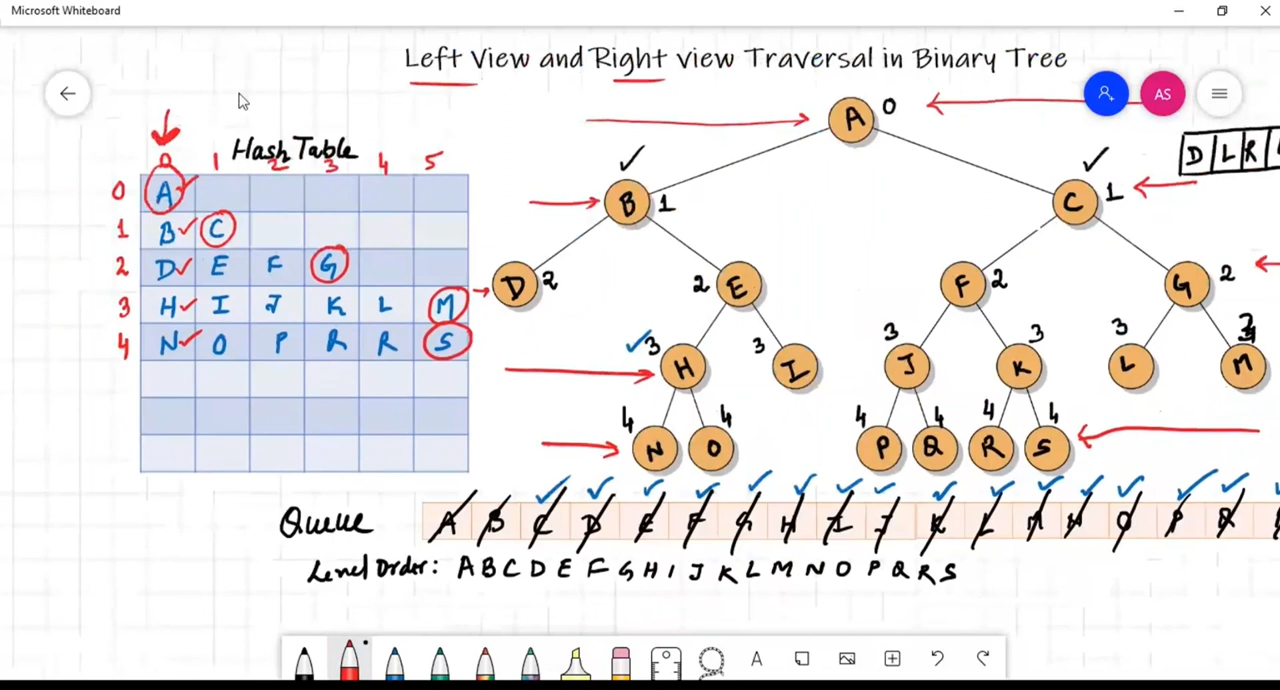 Microsoft Whiteboard
Left View and Right view Traversal in Binary Tree
AS
Hash Table
0 1 2 3 4 5
0 A
1 B C
2 D E F G
3 H I J K L M
4 N O P R R S
A 0
D L R
B 1 C 1
D 2 2 E F 2 G 2
3 H 3 I 3 J K 3 3 L M
4 N 4 O 4 P 4 Q 4 R 4 S
Queue A B C D E F G H I J K L M N O P Q
Level Order: A B C D E F G H I J K L M N O P Q R S
A